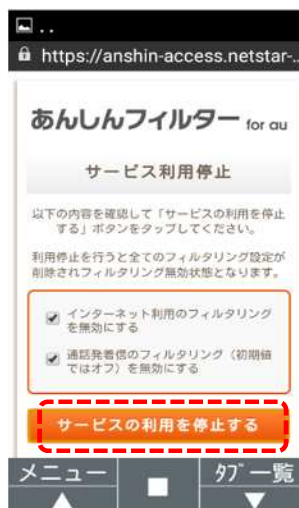 ..
https://anshin-access.netstar-..
あんしんフィルター for au
サービス利用停止
以下の内容を確認して「サービスの利用を停止
する」ボタンをタップしてください。
利用停止を行うと全てのフィルタリング設定が
削除されフィルタリング無効状態となります。
インターネット利用のフィルタリング
を無効にする
通話発着信のフィルタリング（初期値
ではオフ）を無効にする
サービスの利用を停止する
メニュー
ﾀﾌﾞ一覧